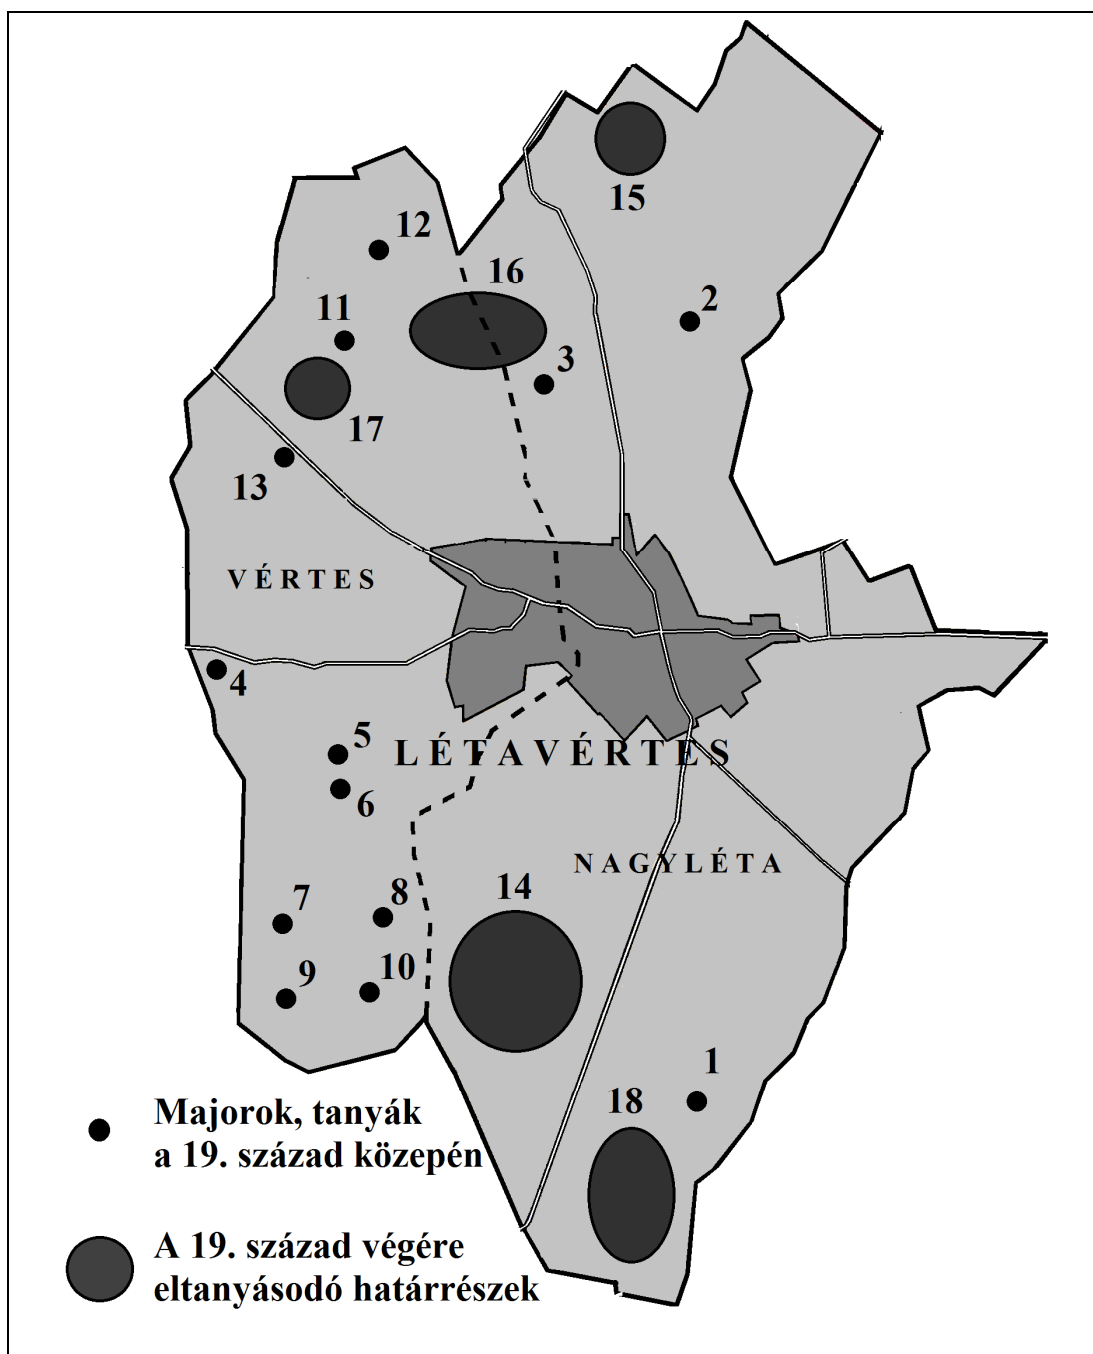 15
12
16
2
11
3
17
13
VÉRTES
4
5
LÉTAVÉRTES
6
NAGYLÉTA
14
7
8
9
10
1
18
Majorok, tanyák
a 19. század közepén
A 19. század végére
eltanyásodó határrészek